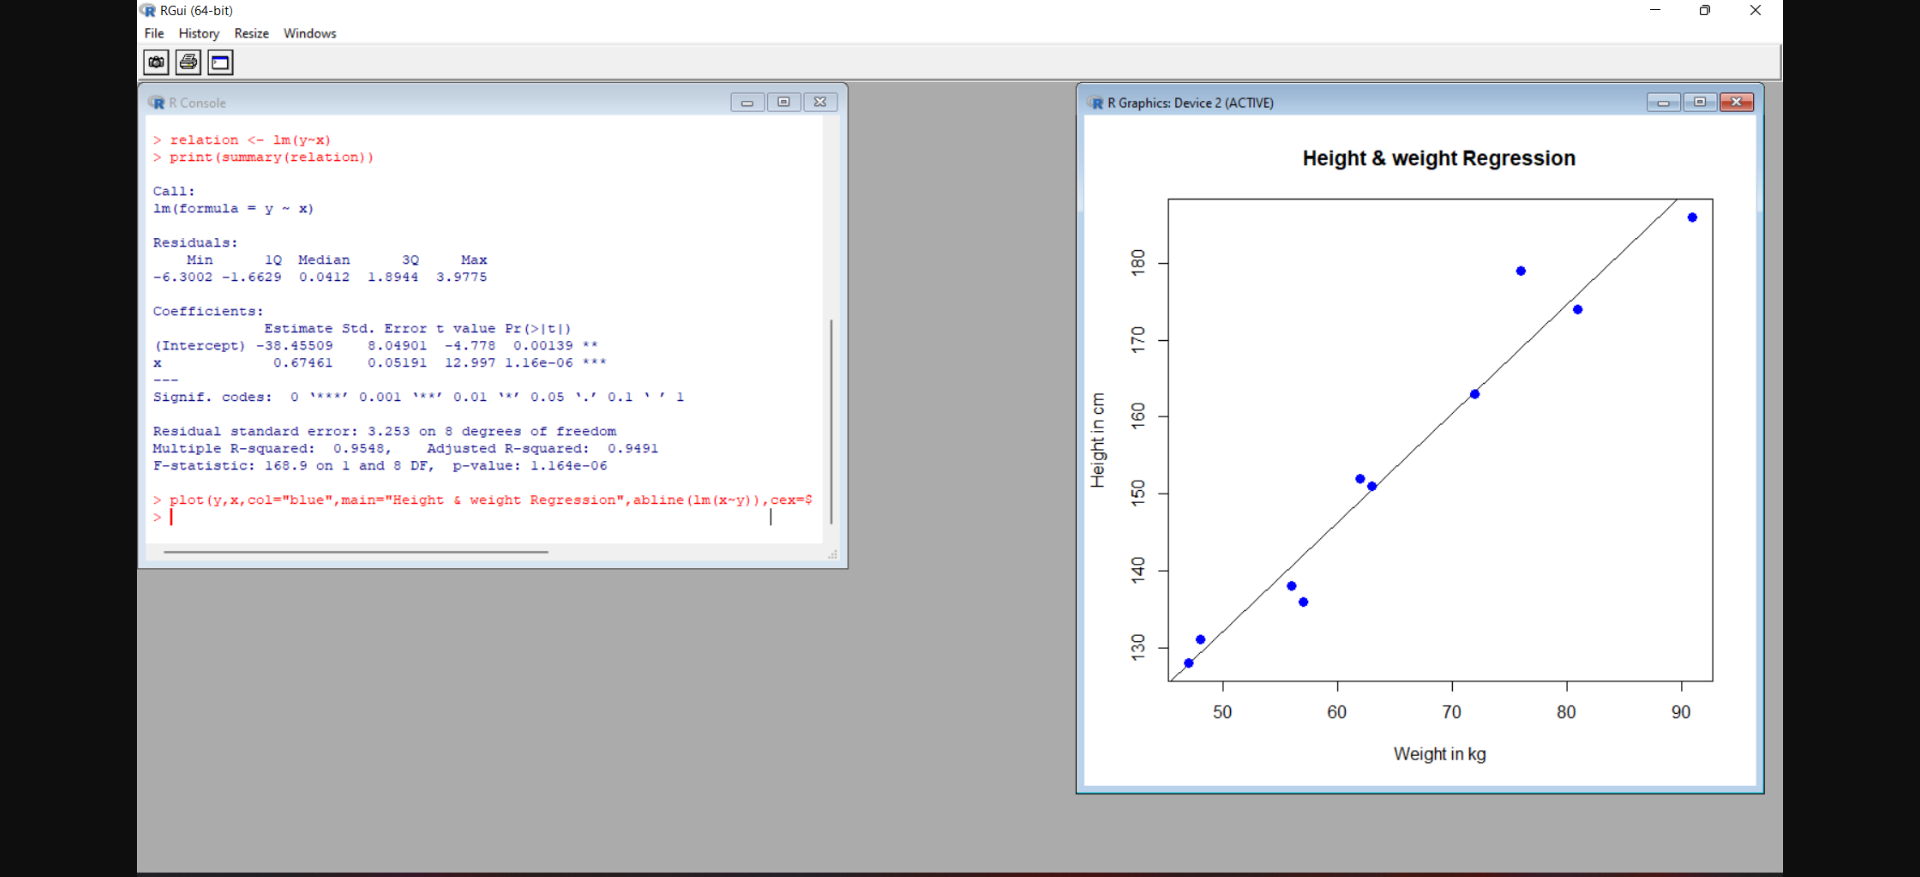 RGui (64-bit)
File History Resize Windows
R Console
> relation <- lm(y~x)
> print(summary(relation))
Call:
lm(formula = y ~ x)
Residuals:
Min 1Q Median 3Q Max
-6.3002 -1.6629 0.0412 1.8944 3.9775
Coefficients:
Estimate Std. Error t value Pr(>|t|)
(Intercept) -38.45509 8.04901 -4.778 0.00139 **
x 0.67461 0.05191 12.997 1.16e-06 ***
---
Signif. codes: 0 ‘***’ 0.001 ‘**’ 0.01 ‘*’ 0.05 ‘.’ 0.1 ‘ ’ 1
Residual standard error: 3.253 on 8 degrees of freedom
Multiple R-squared: 0.9548, Adjusted R-squared: 0.9491
F-statistic: 168.9 on 1 and 8 DF, p-value: 1.164e-06
> plot(y,x,col="blue",main="Height & weight Regression",abline(lm(x~y)),cex=$
>
R Graphics: Device 2 (ACTIVE)
Height & weight Regression
Height in cm
180
170
160
150
140
130
50 60 70 80 90
Weight in kg